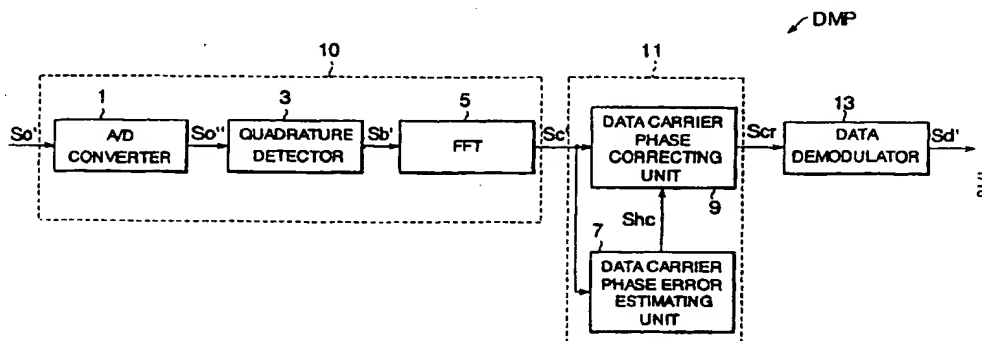 DMP
10
11
1
3
5
13
So'
A/D
CONVERTER
So''
QUADRATURE
DETECTOR
Sb'
FFT
Sc'
DATA CARRIER
PHASE
CORRECTING
UNIT
Scr
DATA
DEMODULATOR
Sd'
9
Shc
7
DATA CARRIER
PHASE ERROR
ESTIMATING
UNIT